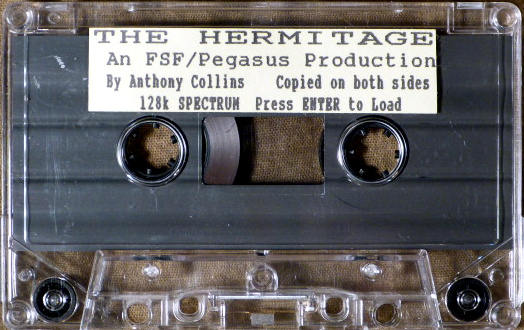 THE HERMITAGE
An FSF/Pegasus Production
By Anthony Collins Copied on both sides
128k SPECTRUM Press ENTER to Load